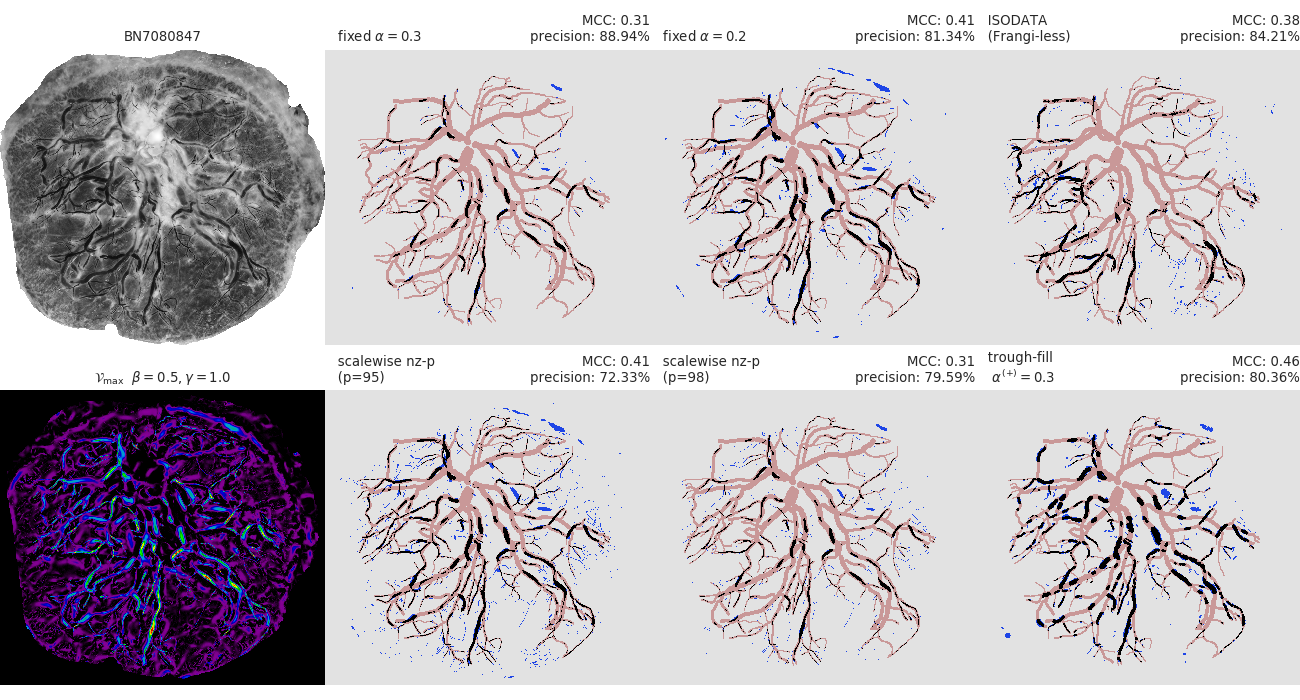 BN7080847
fixed α = 0.3
MCC: 0.31
precision: 88.94%
fixed α = 0.2
MCC: 0.41
precision: 81.34%
ISODATA
(Frangi-less)
MCC: 0.38
precision: 84.21%
𝒱max β = 0.5, γ = 1.0
scalewise nz-p
(p=95)
MCC: 0.41
precision: 72.33%
scalewise nz-p
(p=98)
MCC: 0.31
precision: 79.59%
trough-fill
α(+) = 0.3
MCC: 0.46
precision: 80.36%